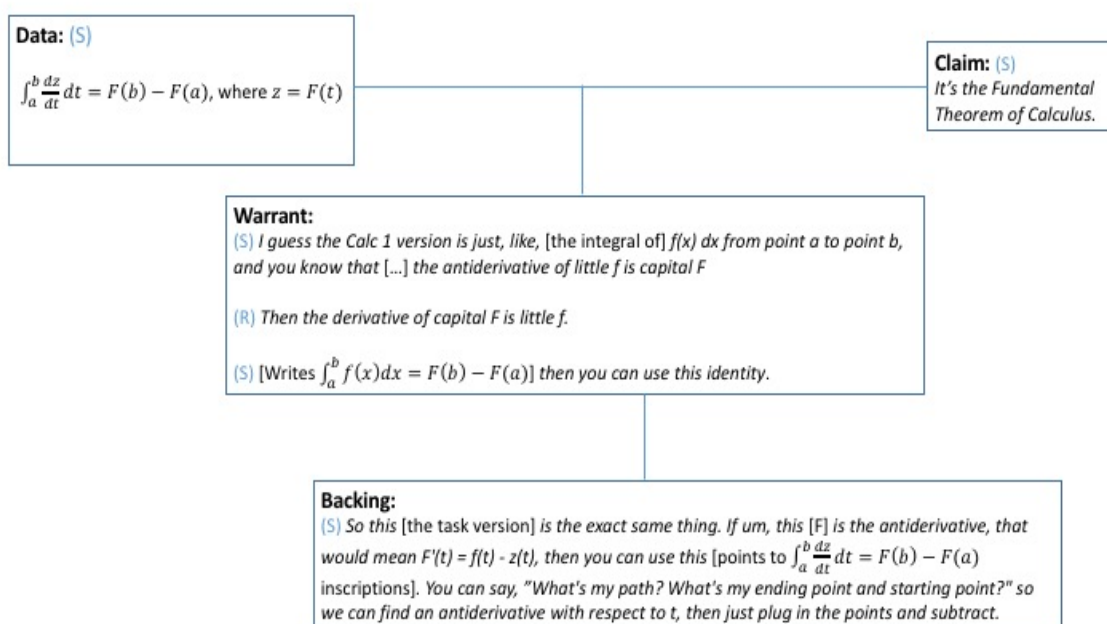 Data: (S)
∫_a^b dz/dt dt = F(b) − F(a), where z = F(t)
Claim: (S)
It's the Fundamental
Theorem of Calculus.
Warrant:
(S) I guess the Calc 1 version is just, like, [the integral of] f(x) dx from point a to point b,
and you know that [...] the antiderivative of little f is capital F
(R) Then the derivative of capital F is little f.
(S) [Writes ∫_a^b f(x)dx = F(b) − F(a)] then you can use this identity.
Backing:
(S) So this [the task version] is the exact same thing. If um, this [F] is the antiderivative, that
would mean F'(t) = f(t) - z(t), then you can use this [points to ∫_a^b dz/dt dt = F(b) − F(a)
inscriptions]. You can say, "What's my path? What's my ending point and starting point?" so
we can find an antiderivative with respect to t, then just plug in the points and subtract.